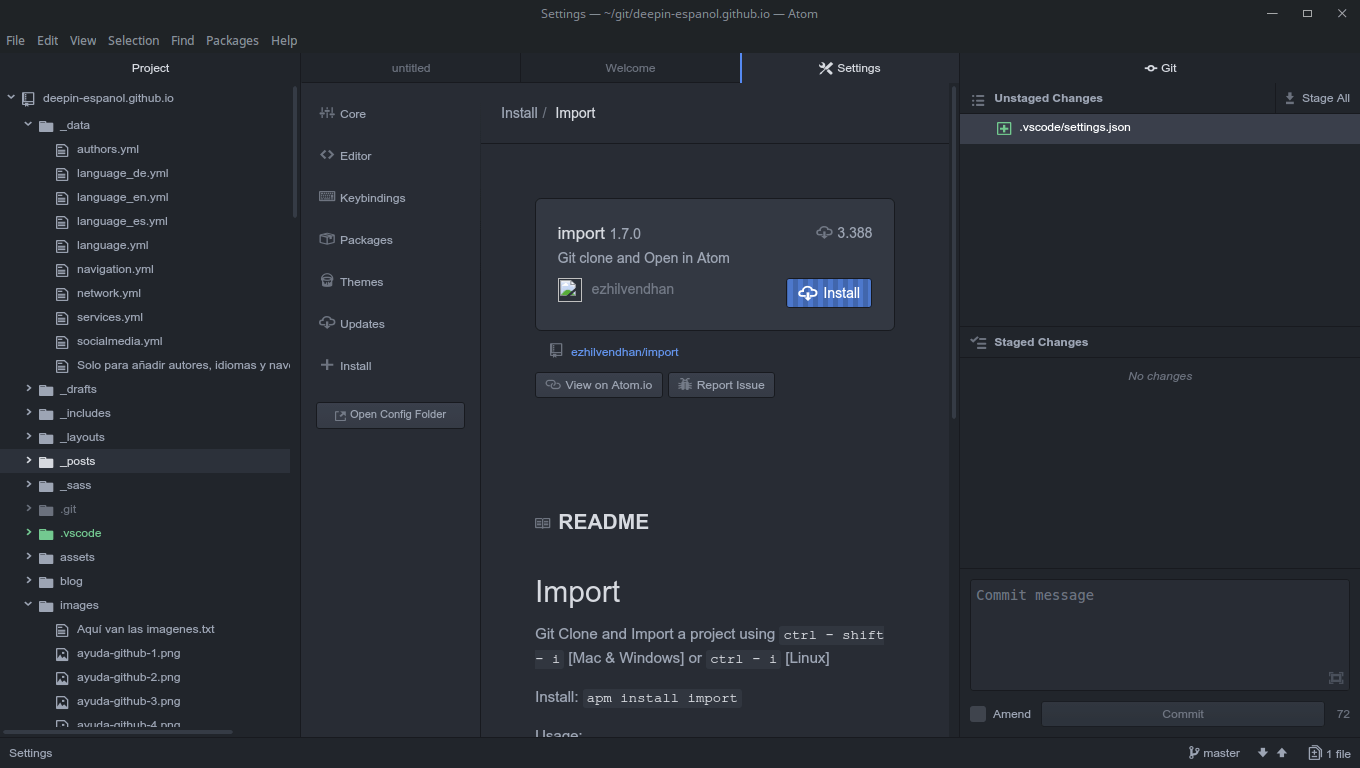 Settings — ~/git/deepin-espanol.github.io — Atom
File Edit View Selection Find Packages Help
Project
deepin-espanol.github.io
_data
authors.yml
language_de.yml
language_en.yml
language_es.yml
language.yml
navigation.yml
network.yml
services.yml
socialmedia.yml
Solo para añadir autores, idiomas y nave
_drafts
_includes
_layouts
_posts
_sass
.git
.vscode
assets
blog
images
Aquí van las imagenes.txt
ayuda-github-1.png
ayuda-github-2.png
ayuda-github-3.png
ayuda-github-4.png
untitled
Welcome
Settings
Core
Editor
Keybindings
Packages
Themes
Updates
Install
Open Config Folder
Install / Import
import 1.7.0
3.388
Git clone and Open in Atom
ezhilvendhan
Install
ezhilvendhan/import
View on Atom.io
Report Issue
README
Import
Git Clone and Import a project using ctrl - shift
- i [Mac & Windows] or ctrl - i [Linux]
Install: apm install import
Usage:
Git
Unstaged Changes
Stage All
.vscode/settings.json
Staged Changes
No changes
Commit message
Amend
Commit
72
Settings
master
1 file